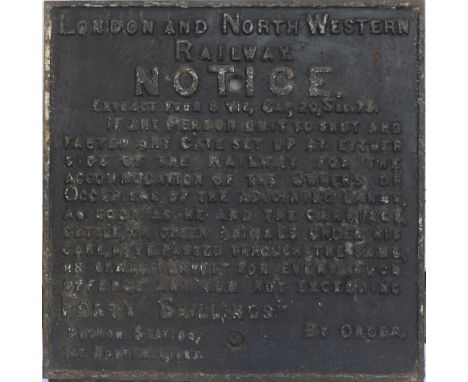 LONDON AND NORTH WESTERN
RAILWAY.
NOTICE.
EXTRACT FROM 8 VIC, CAP, 20, SEC.
IF ANY PERSON OMIT TO SHUT AND
FASTEN ANY GATE SET UP AT EITHER
SIDE OF THE RAILWAY FOR THE
ACCOMMODATION OF THE OWNERS OR
OCCUPIERS OF THE ADJOINING LANDS,
AS SOON AS HE AND THE CARRIAGE,
CATTLE, OR OTHER ANIMALS UNDER HIS
CARE, HAVE PASSED THROUGH THE SAME,
HE SHALL FORFEIT FOR EVERY SUCH
OFFENCE ANY SUM NOT EXCEEDING
FORTY SHILLINGS.
EUSTON STATION, BY ORDER.